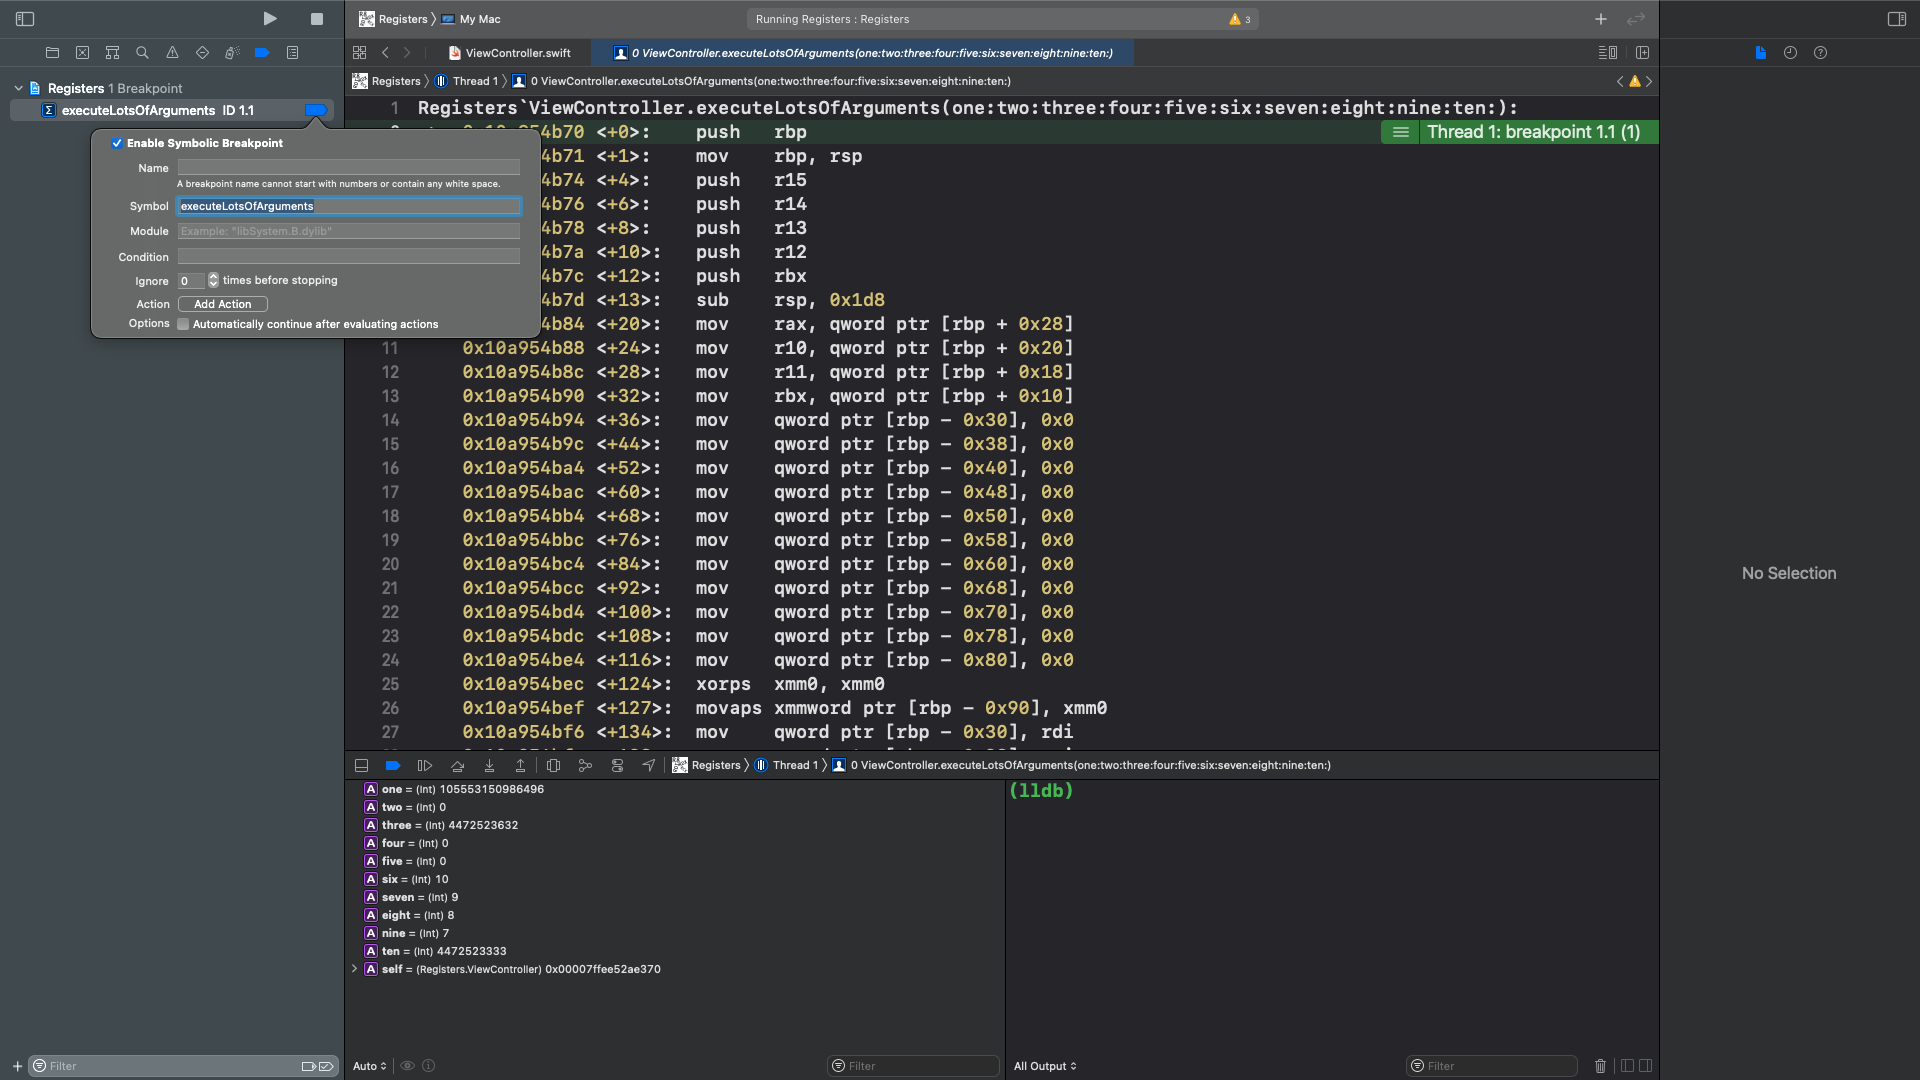 Registers
My Mac
Running Registers : Registers
3
ViewController.swift
0 ViewController.executeLotsOfArguments(one:two:three:four:five:six:seven:eight:nine:ten:)
Registers 1 Breakpoint
executeLotsOfArguments ID 1.1
Registers
Thread 1
0 ViewController.executeLotsOfArguments(one:two:three:four:five:six:seven:eight:nine:ten:)
Enable Symbolic Breakpoint
Name
A breakpoint name cannot start with numbers or contain any white space.
Symbol executeLotsOfArguments
Module Example: "libSystem.B.dylib"
Condition
Ignore 0 times before stopping
Action Add Action
Options Automatically continue after evaluating actions
1 Registers`ViewController.executeLotsOfArguments(one:two:three:four:five:six:seven:eight:nine:ten:):
954b70 <+0>: push rbp
Thread 1: breakpoint 1.1 (1)
4b71 <+1>: mov rbp, rsp
4b74 <+4>: push r15
4b76 <+6>: push r14
4b78 <+8>: push r13
4b7a <+10>: push r12
4b7c <+12>: push rbx
4b7d <+13>: sub rsp, 0x1d8
4b84 <+20>: mov rax, qword ptr [rbp + 0x28]
11 0x10a954b88 <+24>: mov r10, qword ptr [rbp + 0x20]
12 0x10a954b8c <+28>: mov r11, qword ptr [rbp + 0x18]
13 0x10a954b90 <+32>: mov rbx, qword ptr [rbp + 0x10]
14 0x10a954b94 <+36>: mov qword ptr [rbp - 0x30], 0x0
15 0x10a954b9c <+44>: mov qword ptr [rbp - 0x38], 0x0
16 0x10a954ba4 <+52>: mov qword ptr [rbp - 0x40], 0x0
17 0x10a954bac <+60>: mov qword ptr [rbp - 0x48], 0x0
18 0x10a954bb4 <+68>: mov qword ptr [rbp - 0x50], 0x0
19 0x10a954bbc <+76>: mov qword ptr [rbp - 0x58], 0x0
20 0x10a954bc4 <+84>: mov qword ptr [rbp - 0x60], 0x0
21 0x10a954bcc <+92>: mov qword ptr [rbp - 0x68], 0x0
22 0x10a954bd4 <+100>: mov qword ptr [rbp - 0x70], 0x0
23 0x10a954bdc <+108>: mov qword ptr [rbp - 0x78], 0x0
24 0x10a954be4 <+116>: mov qword ptr [rbp - 0x80], 0x0
25 0x10a954bec <+124>: xorps xmm0, xmm0
26 0x10a954bef <+127>: movaps xmmword ptr [rbp - 0x90], xmm0
27 0x10a954bf6 <+134>: mov qword ptr [rbp - 0x30], rdi
No Selection
Registers
Thread 1
0 ViewController.executeLotsOfArguments(one:two:three:four:five:six:seven:eight:nine:ten:)
A one = (Int) 105553150986496
A two = (Int) 0
A three = (Int) 4472523632
A four = (Int) 0
A five = (Int) 0
A six = (Int) 10
A seven = (Int) 9
A eight = (Int) 8
A nine = (Int) 7
A ten = (Int) 4472523333
A self = (Registers.ViewController) 0x00007ffee52ae370
(lldb)
Filter
Auto
Filter
All Output
Filter